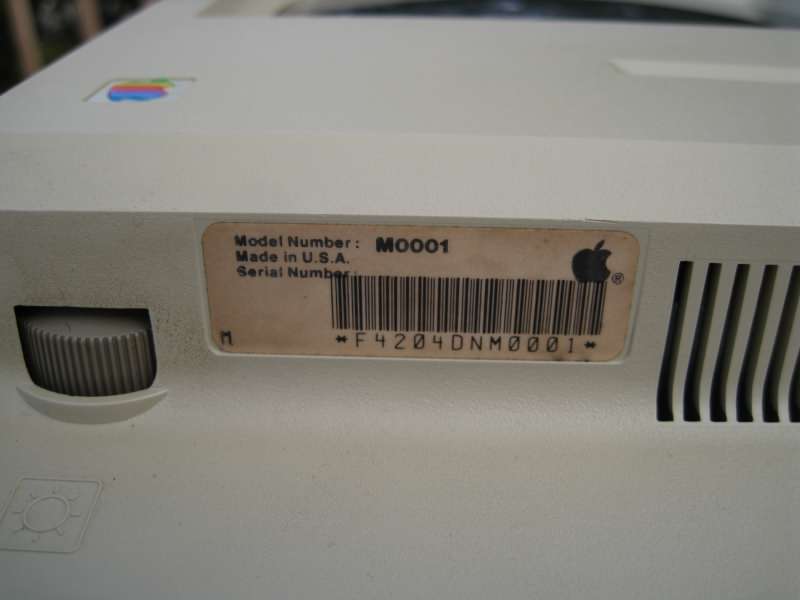 Model Number: M0001
Made in U.S.A.
Serial Number:
*F4204DNM0001*
M
®